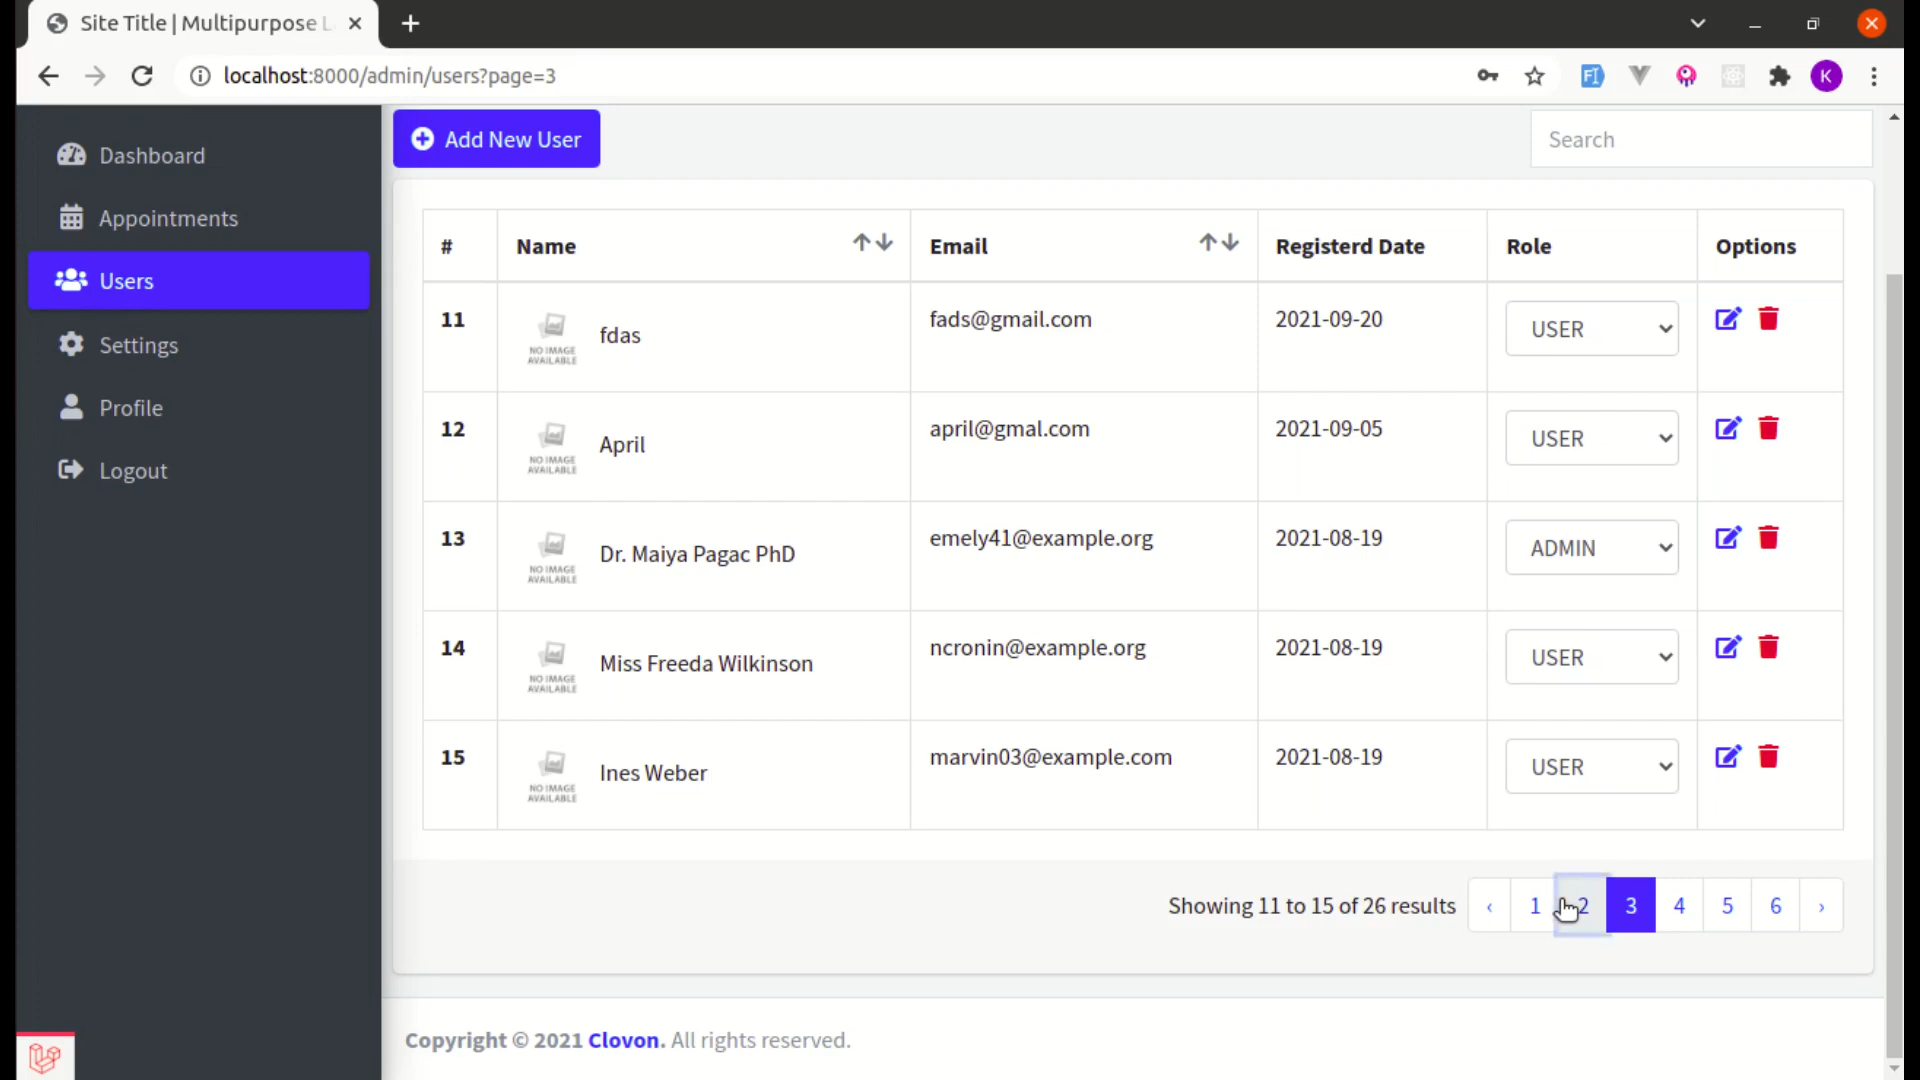 Site Title | Multipurpose L
localhost:8000/admin/users?page=3
K
Dashboard
Appointments
Users
Settings
Profile
Logout
Add New User
Search
# Name Email Registerd Date Role Options
11 NO IMAGE AVAILABLE fdas fads@gmail.com 2021-09-20 USER
12 NO IMAGE AVAILABLE April april@gmal.com 2021-09-05 USER
13 NO IMAGE AVAILABLE Dr. Maiya Pagac PhD emely41@example.org 2021-08-19 ADMIN
14 NO IMAGE AVAILABLE Miss Freeda Wilkinson ncronin@example.org 2021-08-19 USER
15 NO IMAGE AVAILABLE Ines Weber marvin03@example.com 2021-08-19 USER
Showing 11 to 15 of 26 results ‹ 1 2 3 4 5 6 ›
Copyright © 2021 Clovon. All rights reserved.